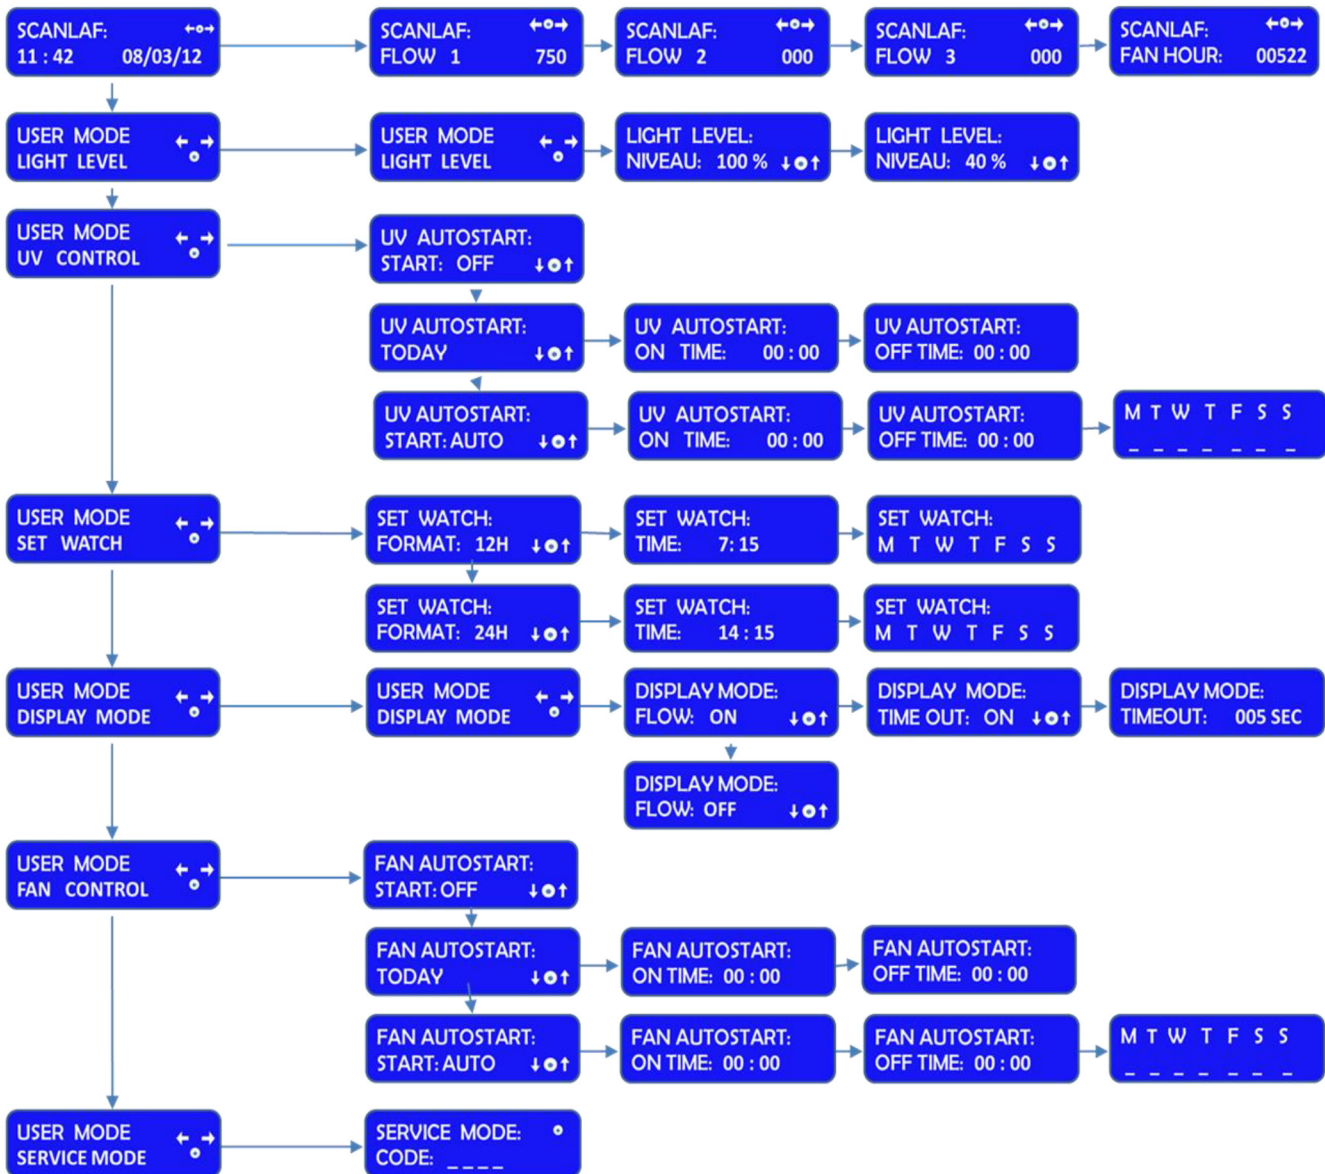 SCANLAF: ←o→
11 : 42 08/03/12
SCANLAF: ←o→
FLOW 1 750
SCANLAF: ←o→
FLOW 2 000
SCANLAF: ←o→
FLOW 3 000
SCANLAF: ←o→
FAN HOUR: 00522
USER MODE
LIGHT LEVEL
USER MODE
LIGHT LEVEL
LIGHT LEVEL:
NIVEAU: 100 %
LIGHT LEVEL:
NIVEAU: 40 %
USER MODE
UV CONTROL
UV AUTOSTART:
START: OFF
UV AUTOSTART:
TODAY
UV AUTOSTART:
ON TIME: 00 : 00
UV AUTOSTART:
OFF TIME: 00 : 00
UV AUTOSTART:
START: AUTO
UV AUTOSTART:
ON TIME: 00 : 00
UV AUTOSTART:
OFF TIME: 00 : 00
M T W T F S S
_ _ _ _ _ _ _
USER MODE
SET WATCH
SET WATCH:
FORMAT: 12H
SET WATCH:
TIME: 7: 15
SET WATCH:
M T W T F S S
SET WATCH:
FORMAT: 24H
SET WATCH:
TIME: 14 : 15
SET WATCH:
M T W T F S S
USER MODE
DISPLAY MODE
USER MODE
DISPLAY MODE
DISPLAY MODE:
FLOW: ON
DISPLAY MODE:
TIME OUT: ON
DISPLAY MODE:
TIMEOUT: 005 SEC
DISPLAY MODE:
FLOW: OFF
USER MODE
FAN CONTROL
FAN AUTOSTART:
START: OFF
FAN AUTOSTART:
TODAY
FAN AUTOSTART:
ON TIME: 00 : 00
FAN AUTOSTART:
OFF TIME: 00 : 00
FAN AUTOSTART:
START: AUTO
FAN AUTOSTART:
ON TIME: 00 : 00
FAN AUTOSTART:
OFF TIME: 00 : 00
M T W T F S S
_ _ _ _ _ _ _
USER MODE
SERVICE MODE
SERVICE MODE:
CODE: _ _ _ _